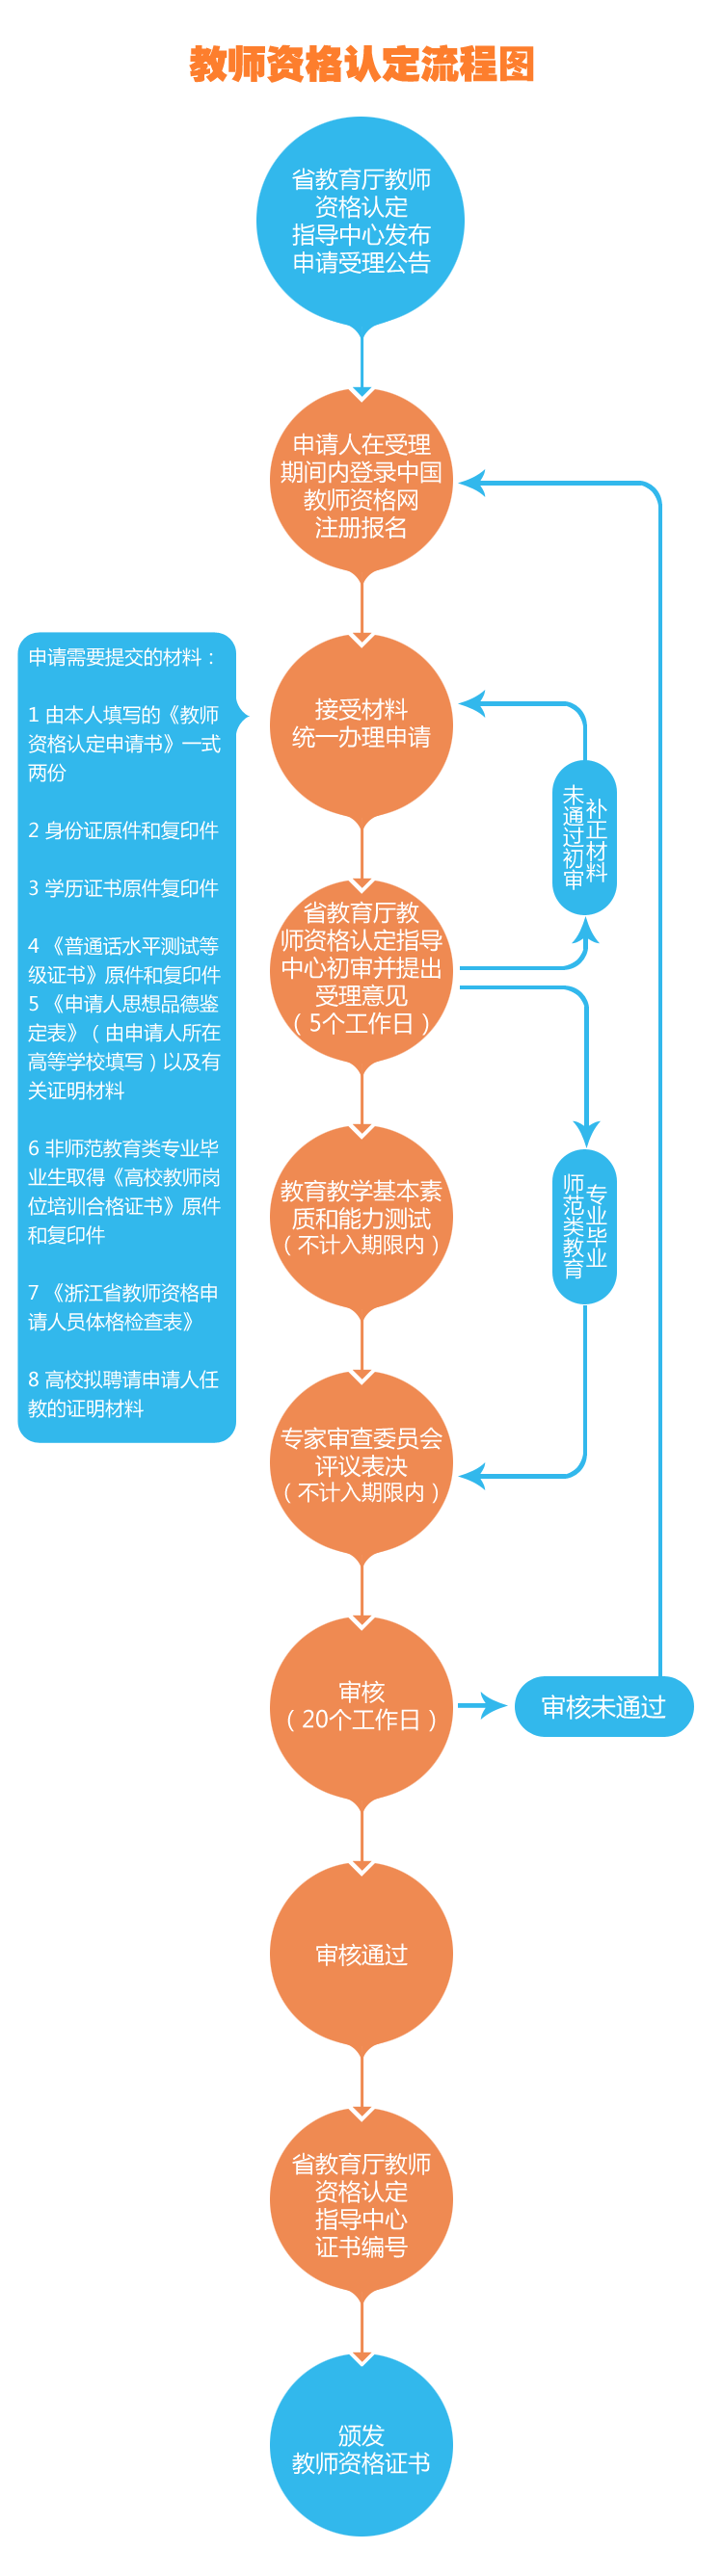 教师资格认定流程图
省教育厅教师
资格认定
指导中心发布
申请受理公告
申请人在受理
期间内登录中国
教师资格网
注册报名
申请需要提交的材料：
1 由本人填写的《教师
资格认定申请书》一式
两份
2 身份证原件和复印件
3 学历证书原件复印件
4 《普通话水平测试等
级证书》原件和复印件
5 《申请人思想品德鉴
定表》（由申请人所在
高等学校填写）以及有
关证明材料
6 非师范教育类专业毕
业生取得《高校教师岗
位培训合格证书》原件
和复印件
7 《浙江省教师资格申
请人员体格检查表》
8 高校拟聘请申请人任
教的证明材料
接受材料
统一办理申请
未通过初审
补正材料
省教育厅教
师资格认定指导
中心初审并提出
受理意见
（5个工作日）
教育教学基本素
质和能力测试
（不计入期限内）
师范类教育
专业毕业
专家审查委员会
评议表决
（不计入期限内）
审核
（20个工作日）
审核未通过
审核通过
省教育厅教师
资格认定
指导中心
证书编号
颁发
教师资格证书